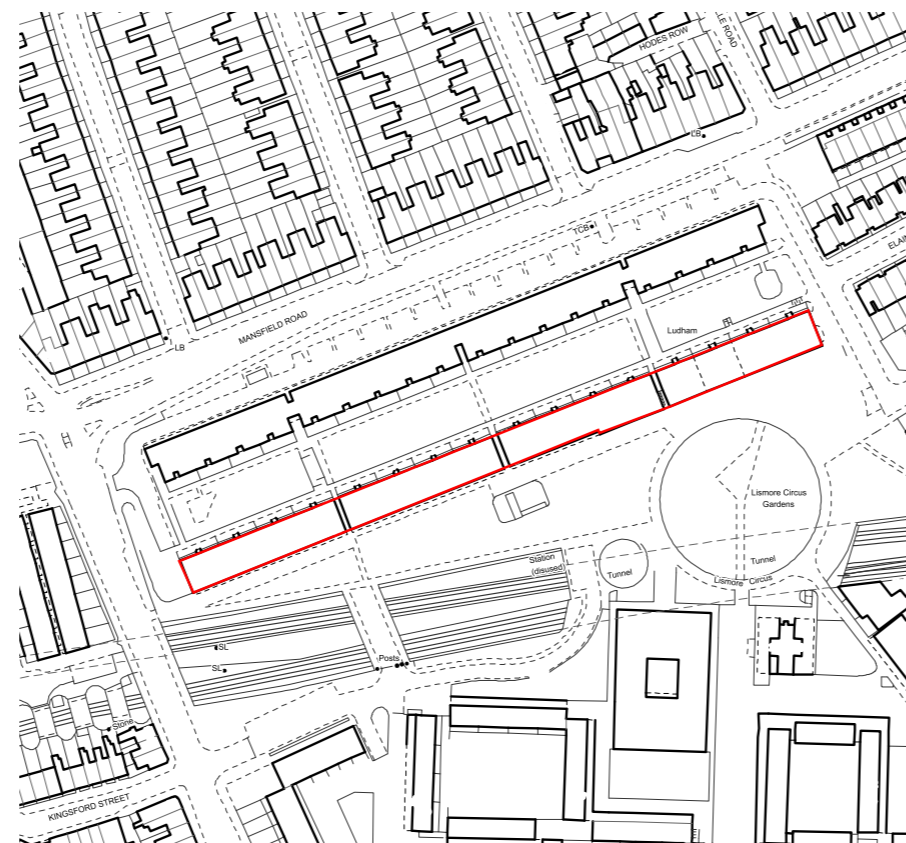 HODES ROW
LE ROAD
LB
TCB
ELAI
MANSFIELD ROAD
LB
Ludham
Lismore Circus
Gardens
Station
(disused)
Tunnel
Tunnel
Lismore Circus
SL
SL
Posts
Stone
KINGSFORD STREET